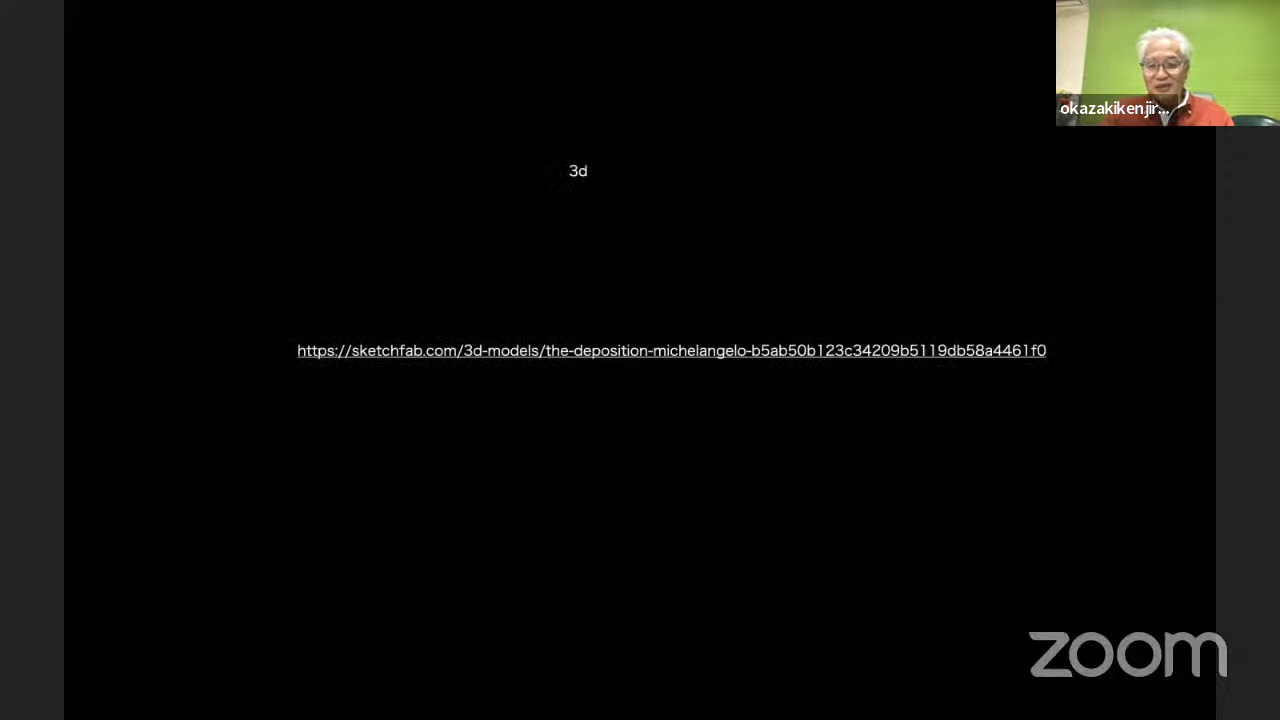 okazakikenjir...
3d
https://sketchfab.com/3d-models/the-deposition-michelangelo-b5ab50b123c34209b5119db58a4461f0
zoom